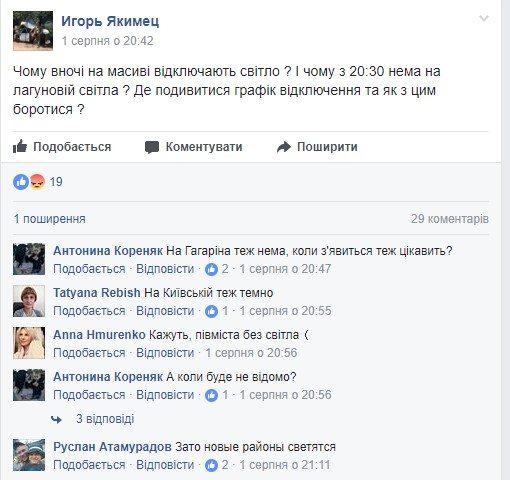 Игорь Якимец
1 серпня о 20:42
Чому вночі на масиві відключають світло ? І чому з 20:30 нема на
лагуновій світла ? Де подивитися графік відключення та як з цим
боротися ?
Подобається Коментувати Поширити
19
1 поширення 29 коментарів
Антонина Кореняк На Гагаріна теж нема, коли з'явиться теж цікавить?
Подобається · Відповісти · 2 · 1 серпня о 20:47
Tatyana Rebish На Київській теж темно
Подобається · Відповісти · 1 · 1 серпня о 20:55
Anna Hmurenko Кажуть, півміста без світла (
Подобається · Відповісти · 1 серпня о 20:56
Антонина Кореняк А коли буде не відомо?
Подобається · Відповісти · 1 · 1 серпня о 20:56
3 відповіді
Руслан Атамурадов Зато новые районы светятся
Подобається · Відповісти · 2 · 1 серпня о 21:11